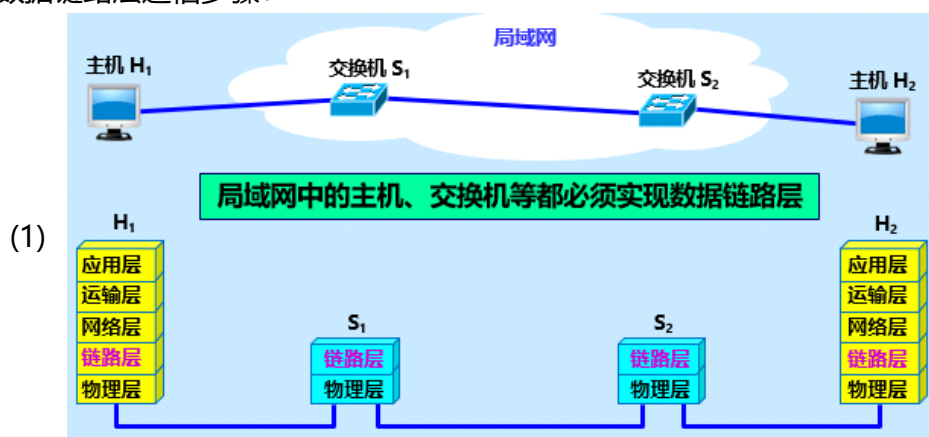 数据链路层通信步骤：
局域网
主机 H₁
交换机 S₁
交换机 S₂
主机 H₂
局域网中的主机、交换机等都必须实现数据链路层
(1)
H₁
H₂
应用层
运输层
网络层
链路层
物理层
S₁
链路层
物理层
S₂
链路层
物理层
应用层
运输层
网络层
链路层
物理层